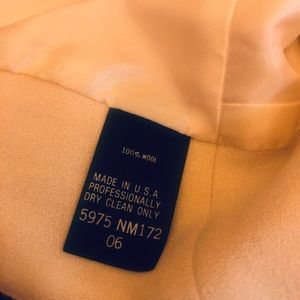 100% WOOL
MADE IN U.S.A.
PROFESSIONALLY
DRY CLEAN ONLY
5975 NM172
06